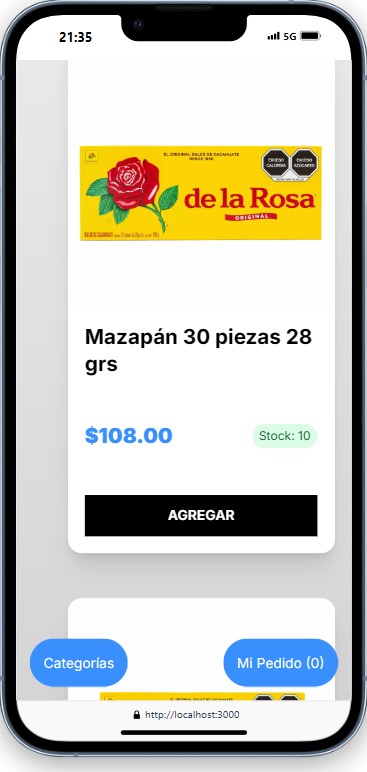 21:35
5G
EL ORIGINAL DULCE DE CACAHUATE
DESDE 1950
EXCESO CALORÍAS
EXCESO AZÚCARES
de la Rosa
ORIGINAL
Mazapán 30 piezas 28
grs
$108.00
Stock: 10
AGREGAR
Categorías
Mi Pedido (0)
http://localhost:3000